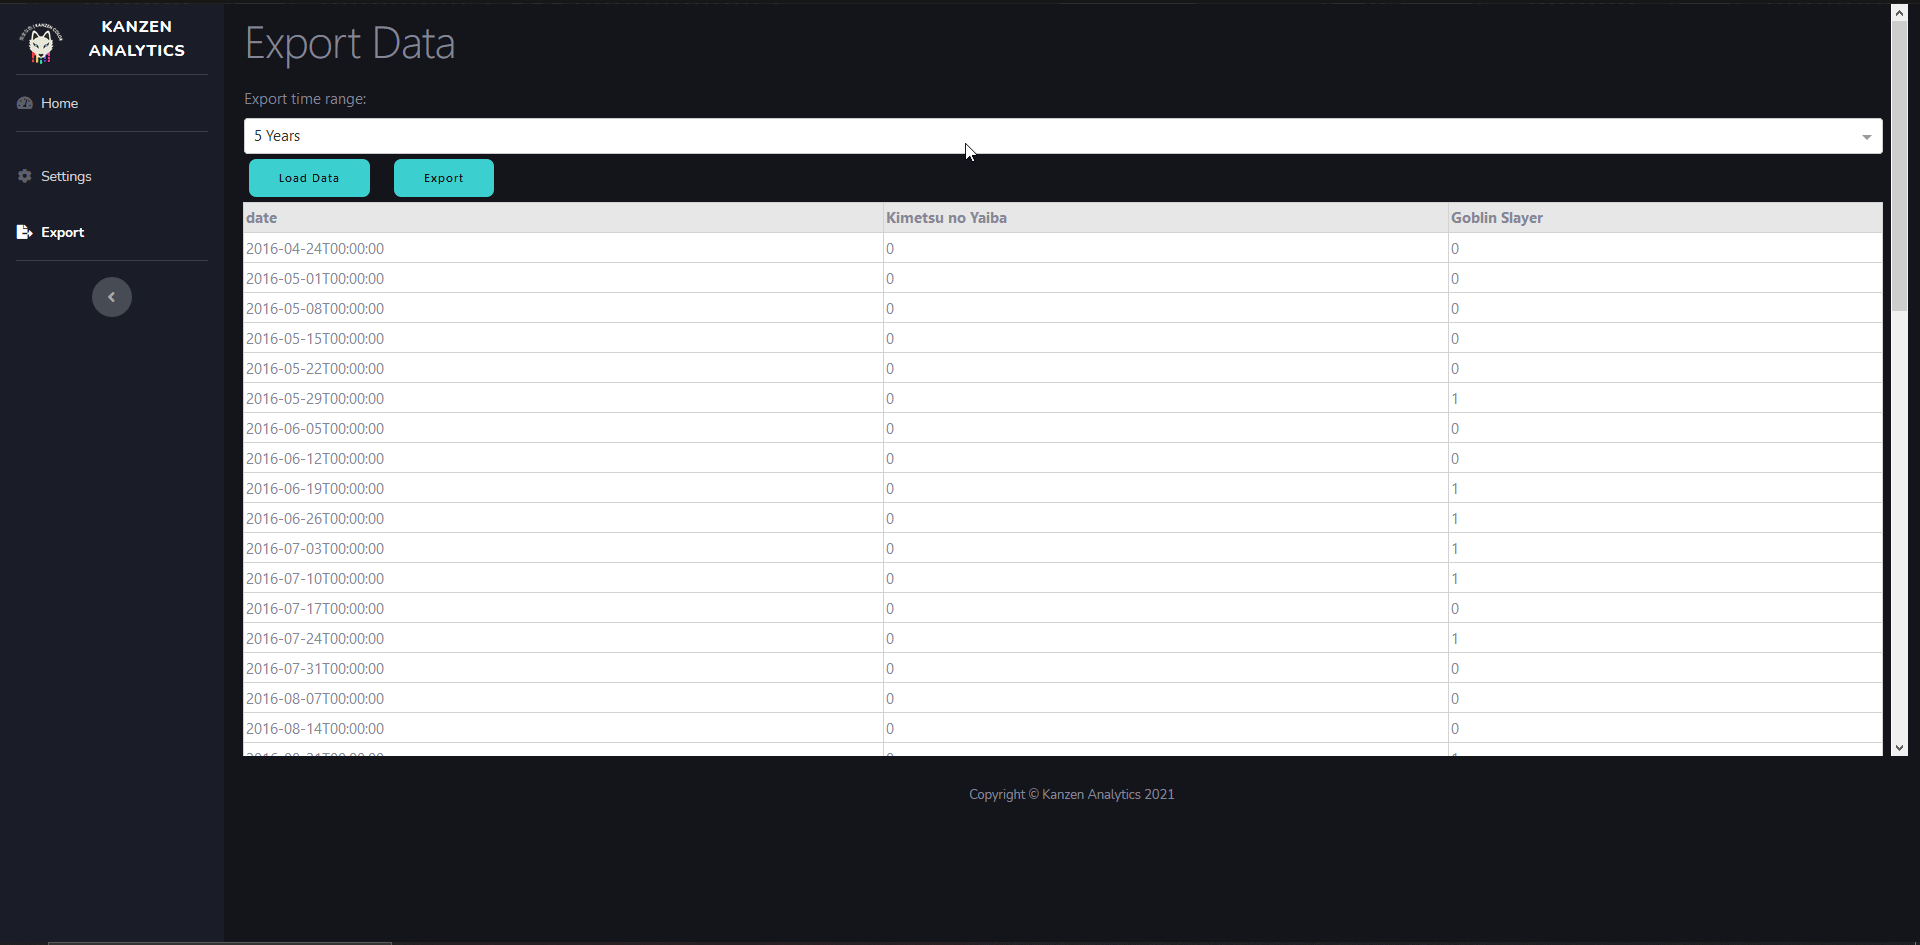 KANZEN
ANALYTICS
Home
Settings
Export
Export Data
Export time range:
5 Years
Load Data Export
date Kimetsu no Yaiba Goblin Slayer
2016-04-24T00:00:00 0 0
2016-05-01T00:00:00 0 0
2016-05-08T00:00:00 0 0
2016-05-15T00:00:00 0 0
2016-05-22T00:00:00 0 0
2016-05-29T00:00:00 0 1
2016-06-05T00:00:00 0 0
2016-06-12T00:00:00 0 0
2016-06-19T00:00:00 0 1
2016-06-26T00:00:00 0 1
2016-07-03T00:00:00 0 1
2016-07-10T00:00:00 0 1
2016-07-17T00:00:00 0 0
2016-07-24T00:00:00 0 1
2016-07-31T00:00:00 0 0
2016-08-07T00:00:00 0 0
2016-08-14T00:00:00 0 0
Copyright © Kanzen Analytics 2021